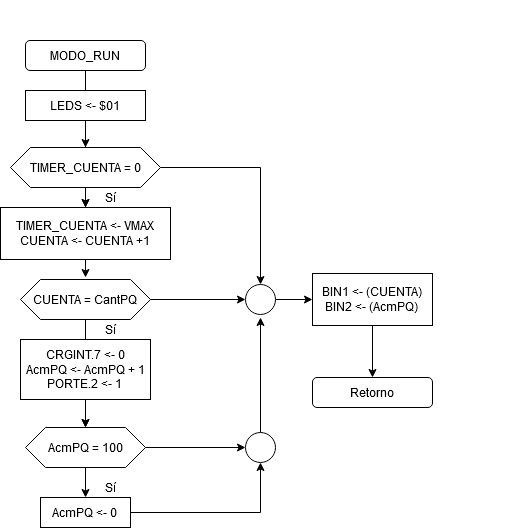 MODO_RUN
LEDS <- $01
TIMER_CUENTA = 0
Sí
TIMER_CUENTA <- VMAX
CUENTA <- CUENTA +1
CUENTA = CantPQ
Sí
CRGINT.7 <- 0
AcmPQ <- AcmPQ + 1
PORTE.2 <- 1
AcmPQ = 100
Sí
AcmPQ <- 0
BIN1 <- (CUENTA)
BIN2 <- (AcmPQ)
Retorno